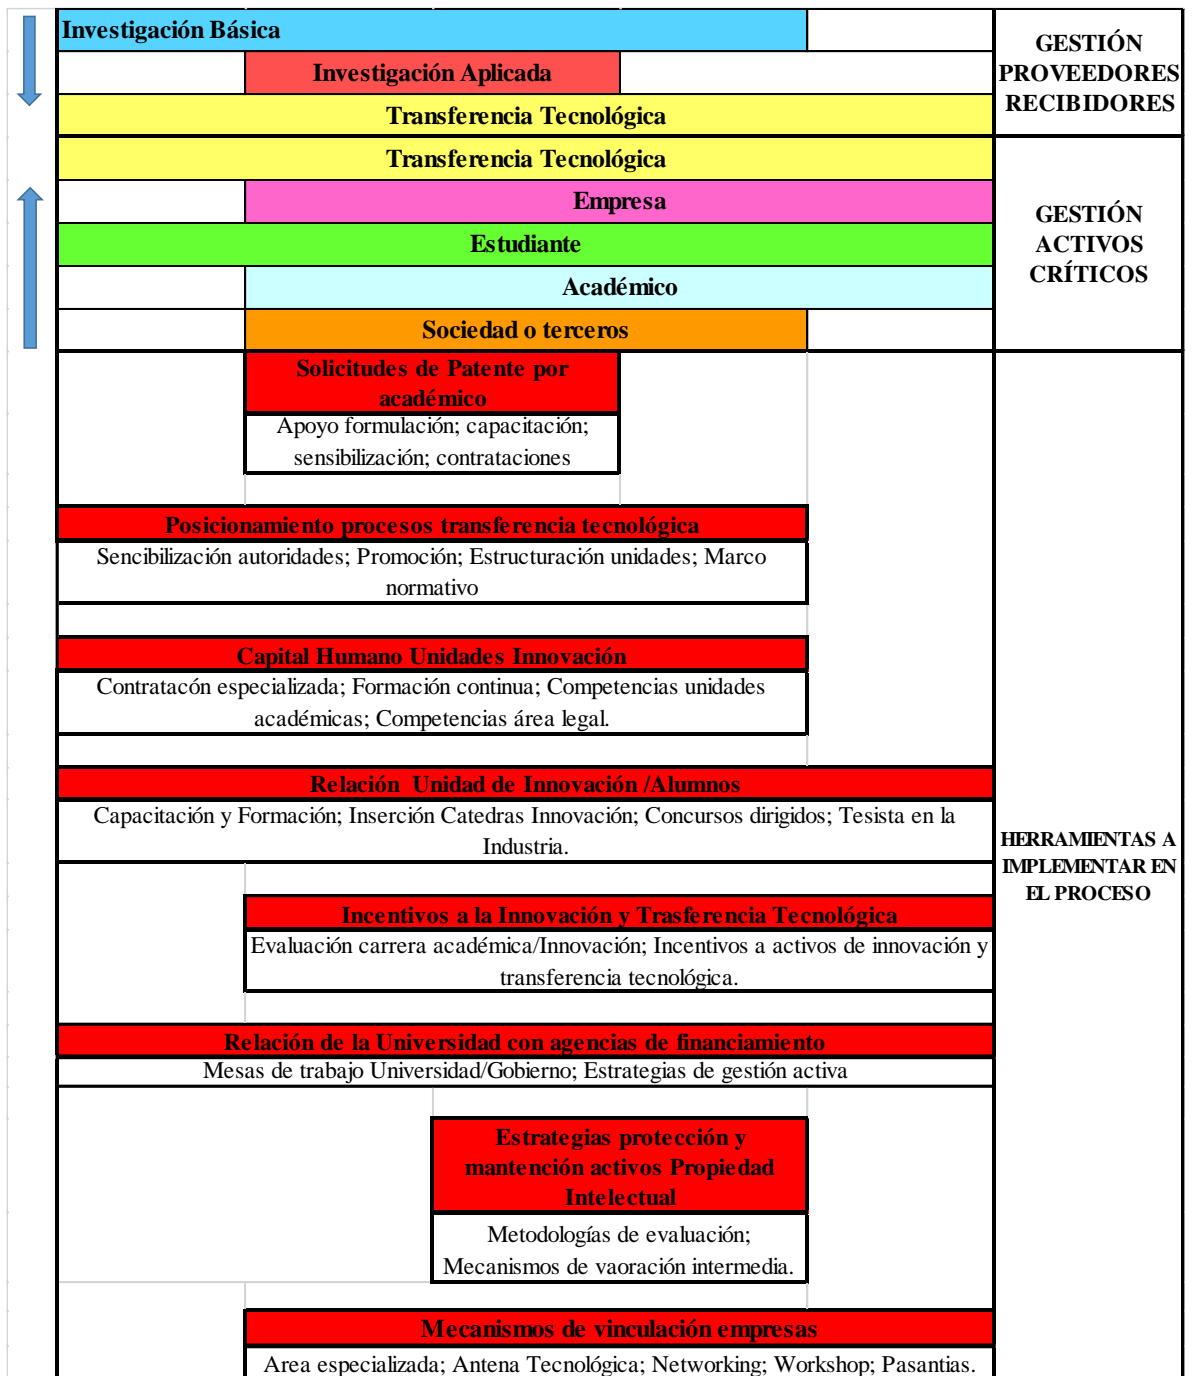 Investigación Básica
Investigación Aplicada
Transferencia Tecnológica
GESTIÓN
PROVEEDORES
RECIBIDORES
Transferencia Tecnológica
Empresa
Estudiante
Académico
Sociedad o terceros
GESTIÓN
ACTIVOS
CRÍTICOS
Solicitudes de Patente por
académico
Apoyo formulación; capacitación;
sensibilización; contrataciones
Posicionamiento procesos transferencia tecnológica
Sencibilización autoridades; Promoción; Estructuración unidades; Marco
normativo
Capital Humano Unidades Innovación
Contratacón especializada; Formación continua; Competencias unidades
académicas; Competencias área legal.
Relación Unidad de Innovación /Alumnos
Capacitación y Formación; Inserción Catedras Innovación; Concursos dirigidos; Tesista en la
Industria.
HERRAMIENTAS A
IMPLEMENTAR EN
EL PROCESO
Incentivos a la Innovación y Trasferencia Tecnológica
Evaluación carrera académica/Innovación; Incentivos a activos de innovación y
transferencia tecnológica.
Relación de la Universidad con agencias de financiamiento
Mesas de trabajo Universidad/Gobierno; Estrategias de gestión activa
Estrategias protección y
mantención activos Propiedad
Intelectual
Metodologías de evaluación;
Mecanismos de vaoración intermedia.
Mecanismos de vinculación empresas
Area especializada; Antena Tecnológica; Networking; Workshop; Pasantias.